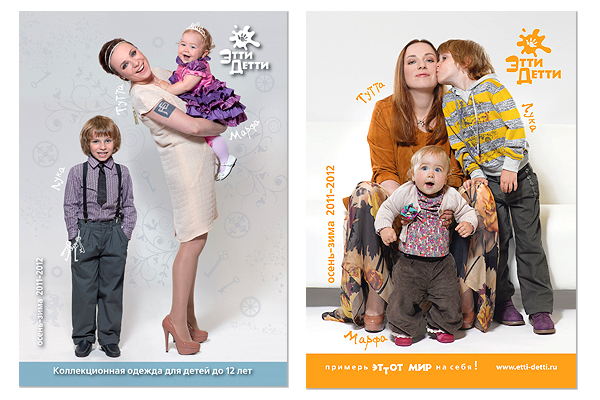 ЭТТИ
ДЕТТИ
Тутта
Марфа
Лука
осень-зима 2011-2012
Коллекционная одежда для детей до 12 лет
ЭТТИ
ДЕТТИ
Тутта
Лука
осень-зима 2011-2012
Марфа
примерь ЭТТОТ МИР на себя! www.etti-detti.ru